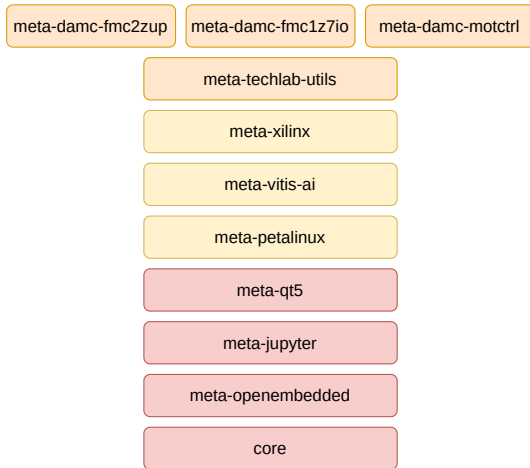 meta-damc-fmc2zup meta-damc-fmc1z7io meta-damc-motctrl
meta-techlab-utils
meta-xilinx
meta-vitis-ai
meta-petalinux
meta-qt5
meta-jupyter
meta-openembedded
core